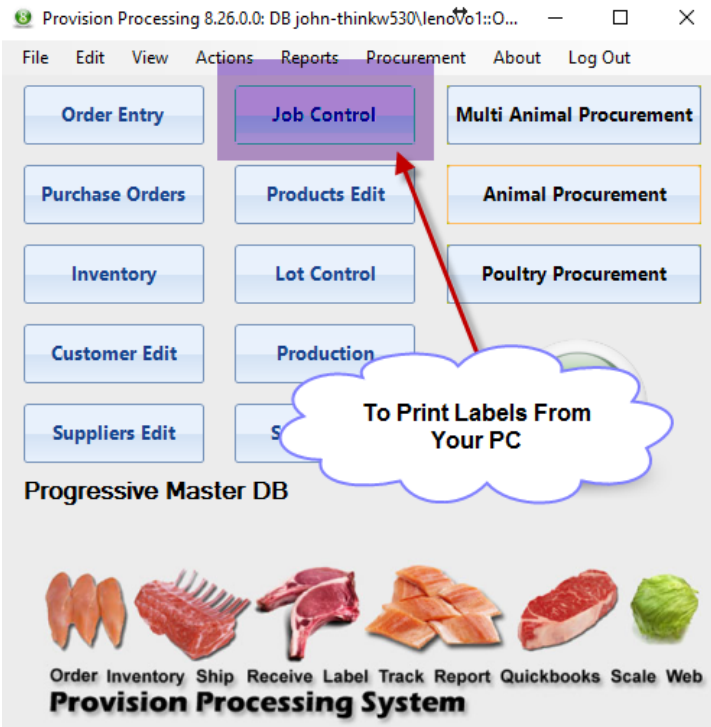 Provision Processing 8.26.0.0: DB john-thinkw530\lenovo1::O...
File Edit View Actions Reports Procurement About Log Out
Order Entry Job Control Multi Animal Procurement
Purchase Orders Products Edit Animal Procurement
Inventory Lot Control Poultry Procurement
Customer Edit Production
Suppliers Edit S
To Print Labels From
Your PC
Progressive Master DB
Order Inventory Ship Receive Label Track Report Quickbooks Scale Web
Provision Processing System